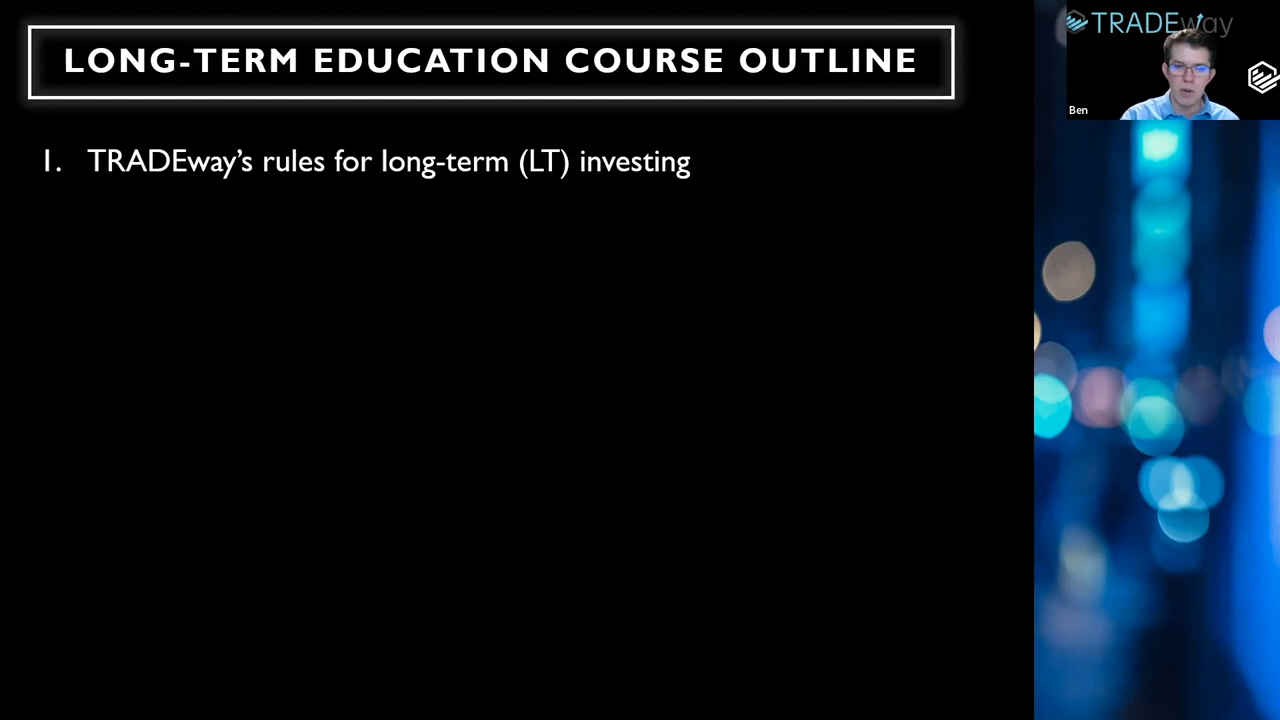 LONG-TERM EDUCATION COURSE OUTLINE
1. TRADEway’s rules for long-term (LT) investing
TRADEway
Ben